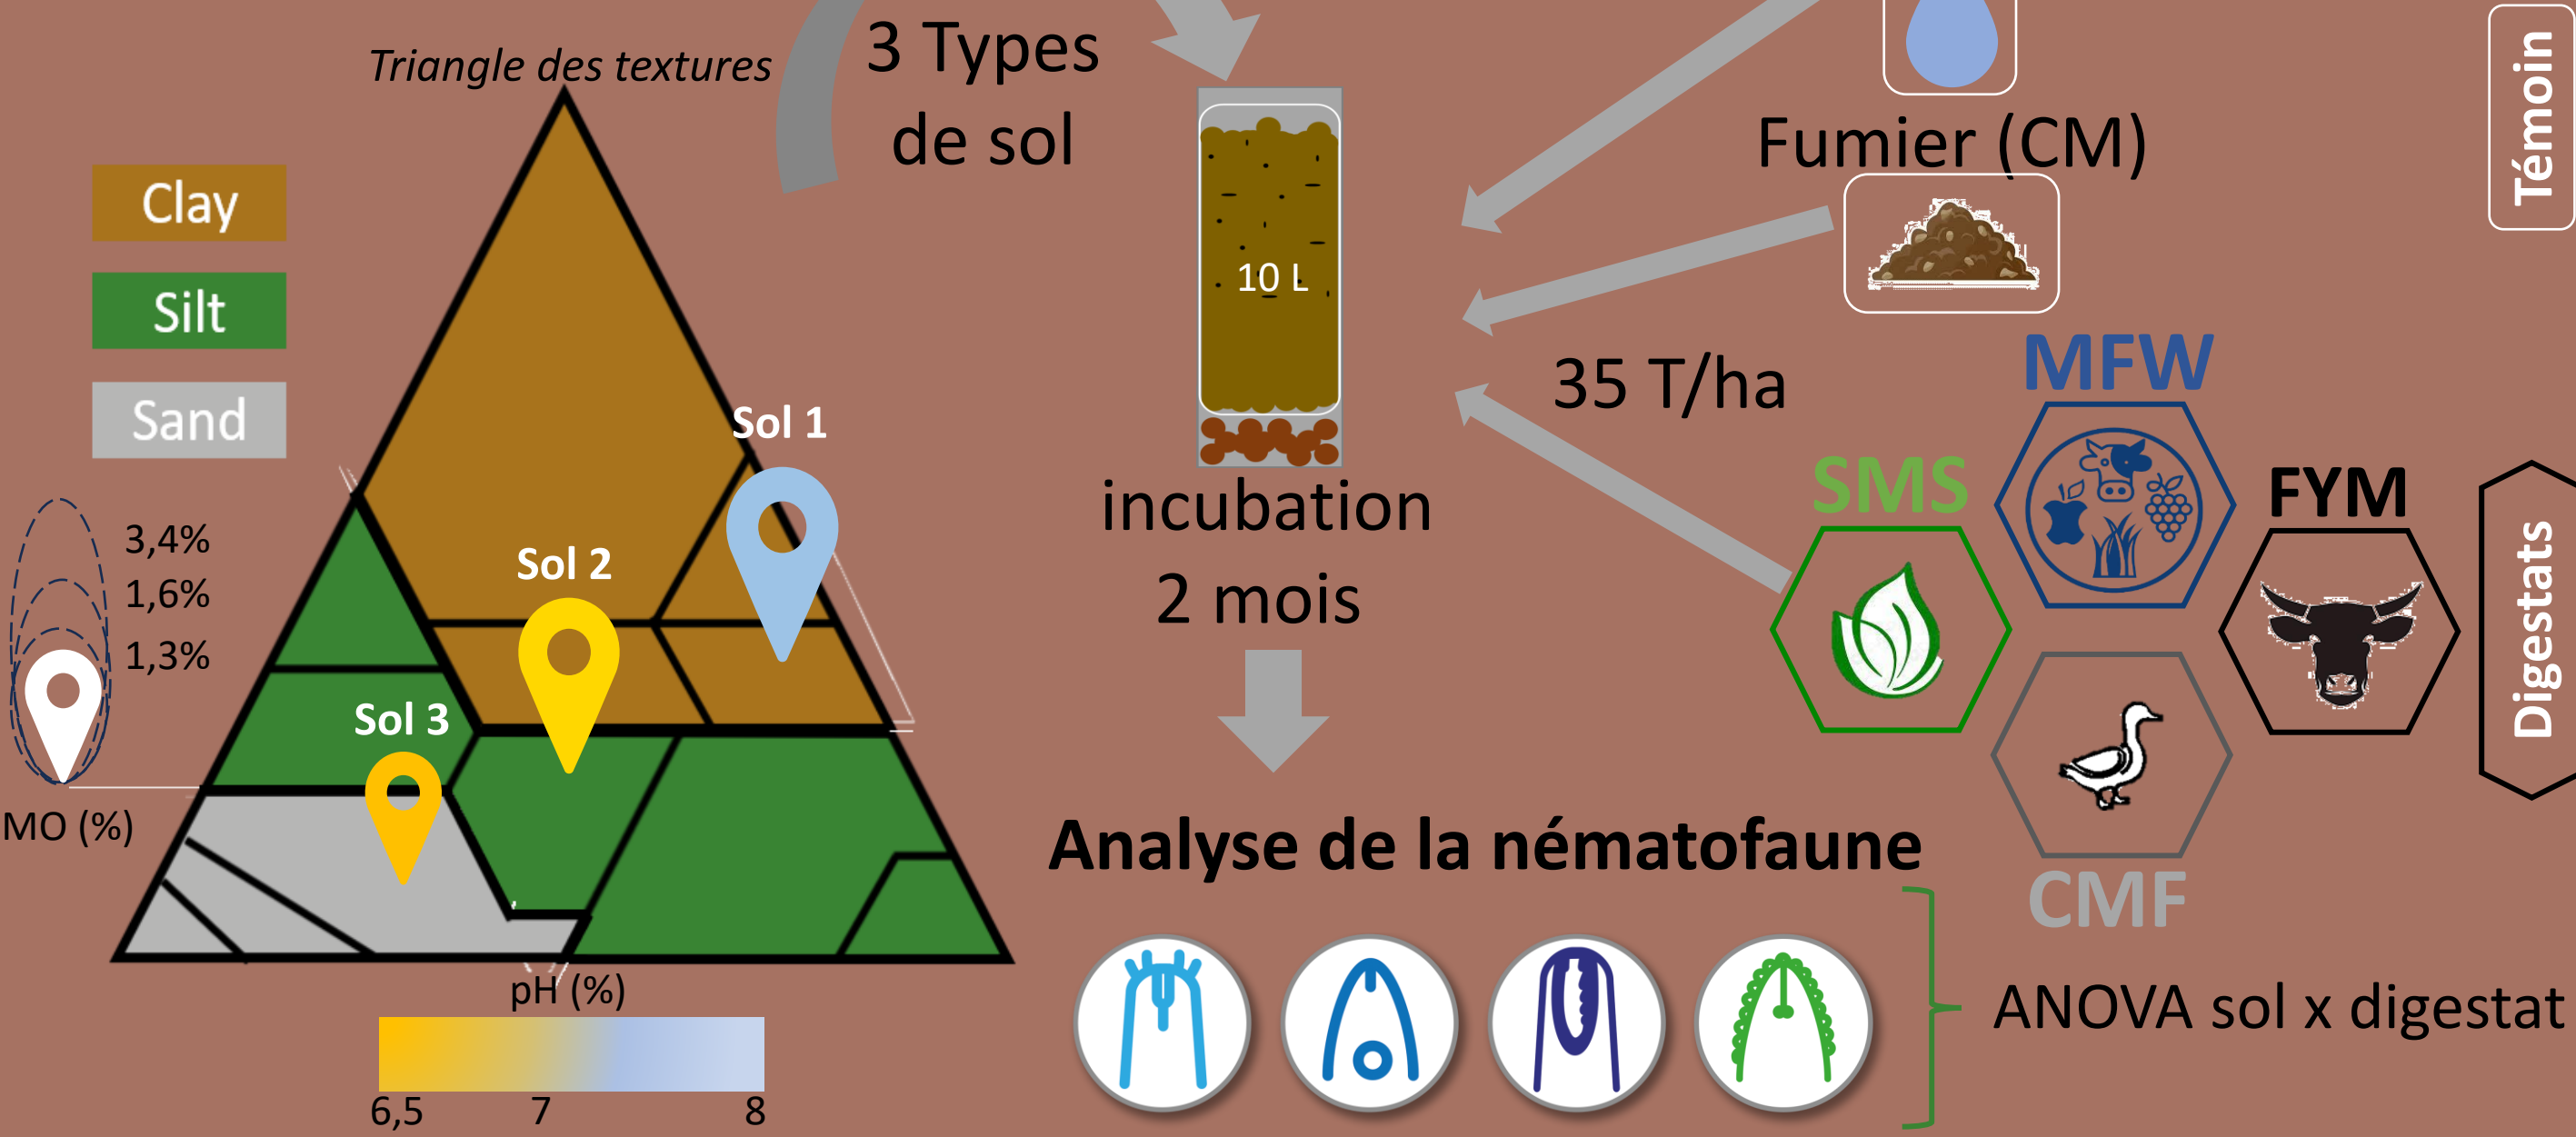 Triangle des textures
3 Types
de sol
Clay
Silt
Sand
3,4%
1,6%
1,3%
MO (%)
Sol 1
Sol 2
Sol 3
pH (%)
6,5
7
8
10 L
incubation
2 mois
Fumier (CM)
35 T/ha
MFW
SMS
FYM
CMF
Témoin
Digestats
Analyse de la nématofaune
ANOVA sol x digestat